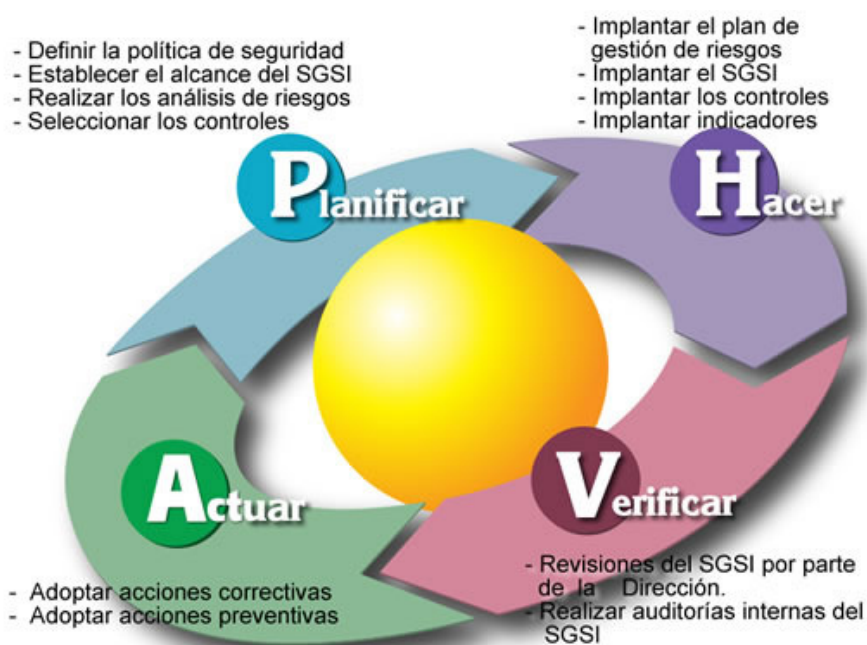 - Definir la política de seguridad
- Establecer el alcance del SGSI
- Realizar los análisis de riesgos
- Seleccionar los controles
- Implantar el plan de
gestión de riesgos
- Implantar el SGSI
- Implantar los controles
- Implantar indicadores
Planificar
Hacer
Actuar
Verificar
- Adoptar acciones correctivas
- Adoptar acciones preventivas
- Revisiones del SGSI por parte
de la Dirección.
- Realizar auditorías internas del
SGSI